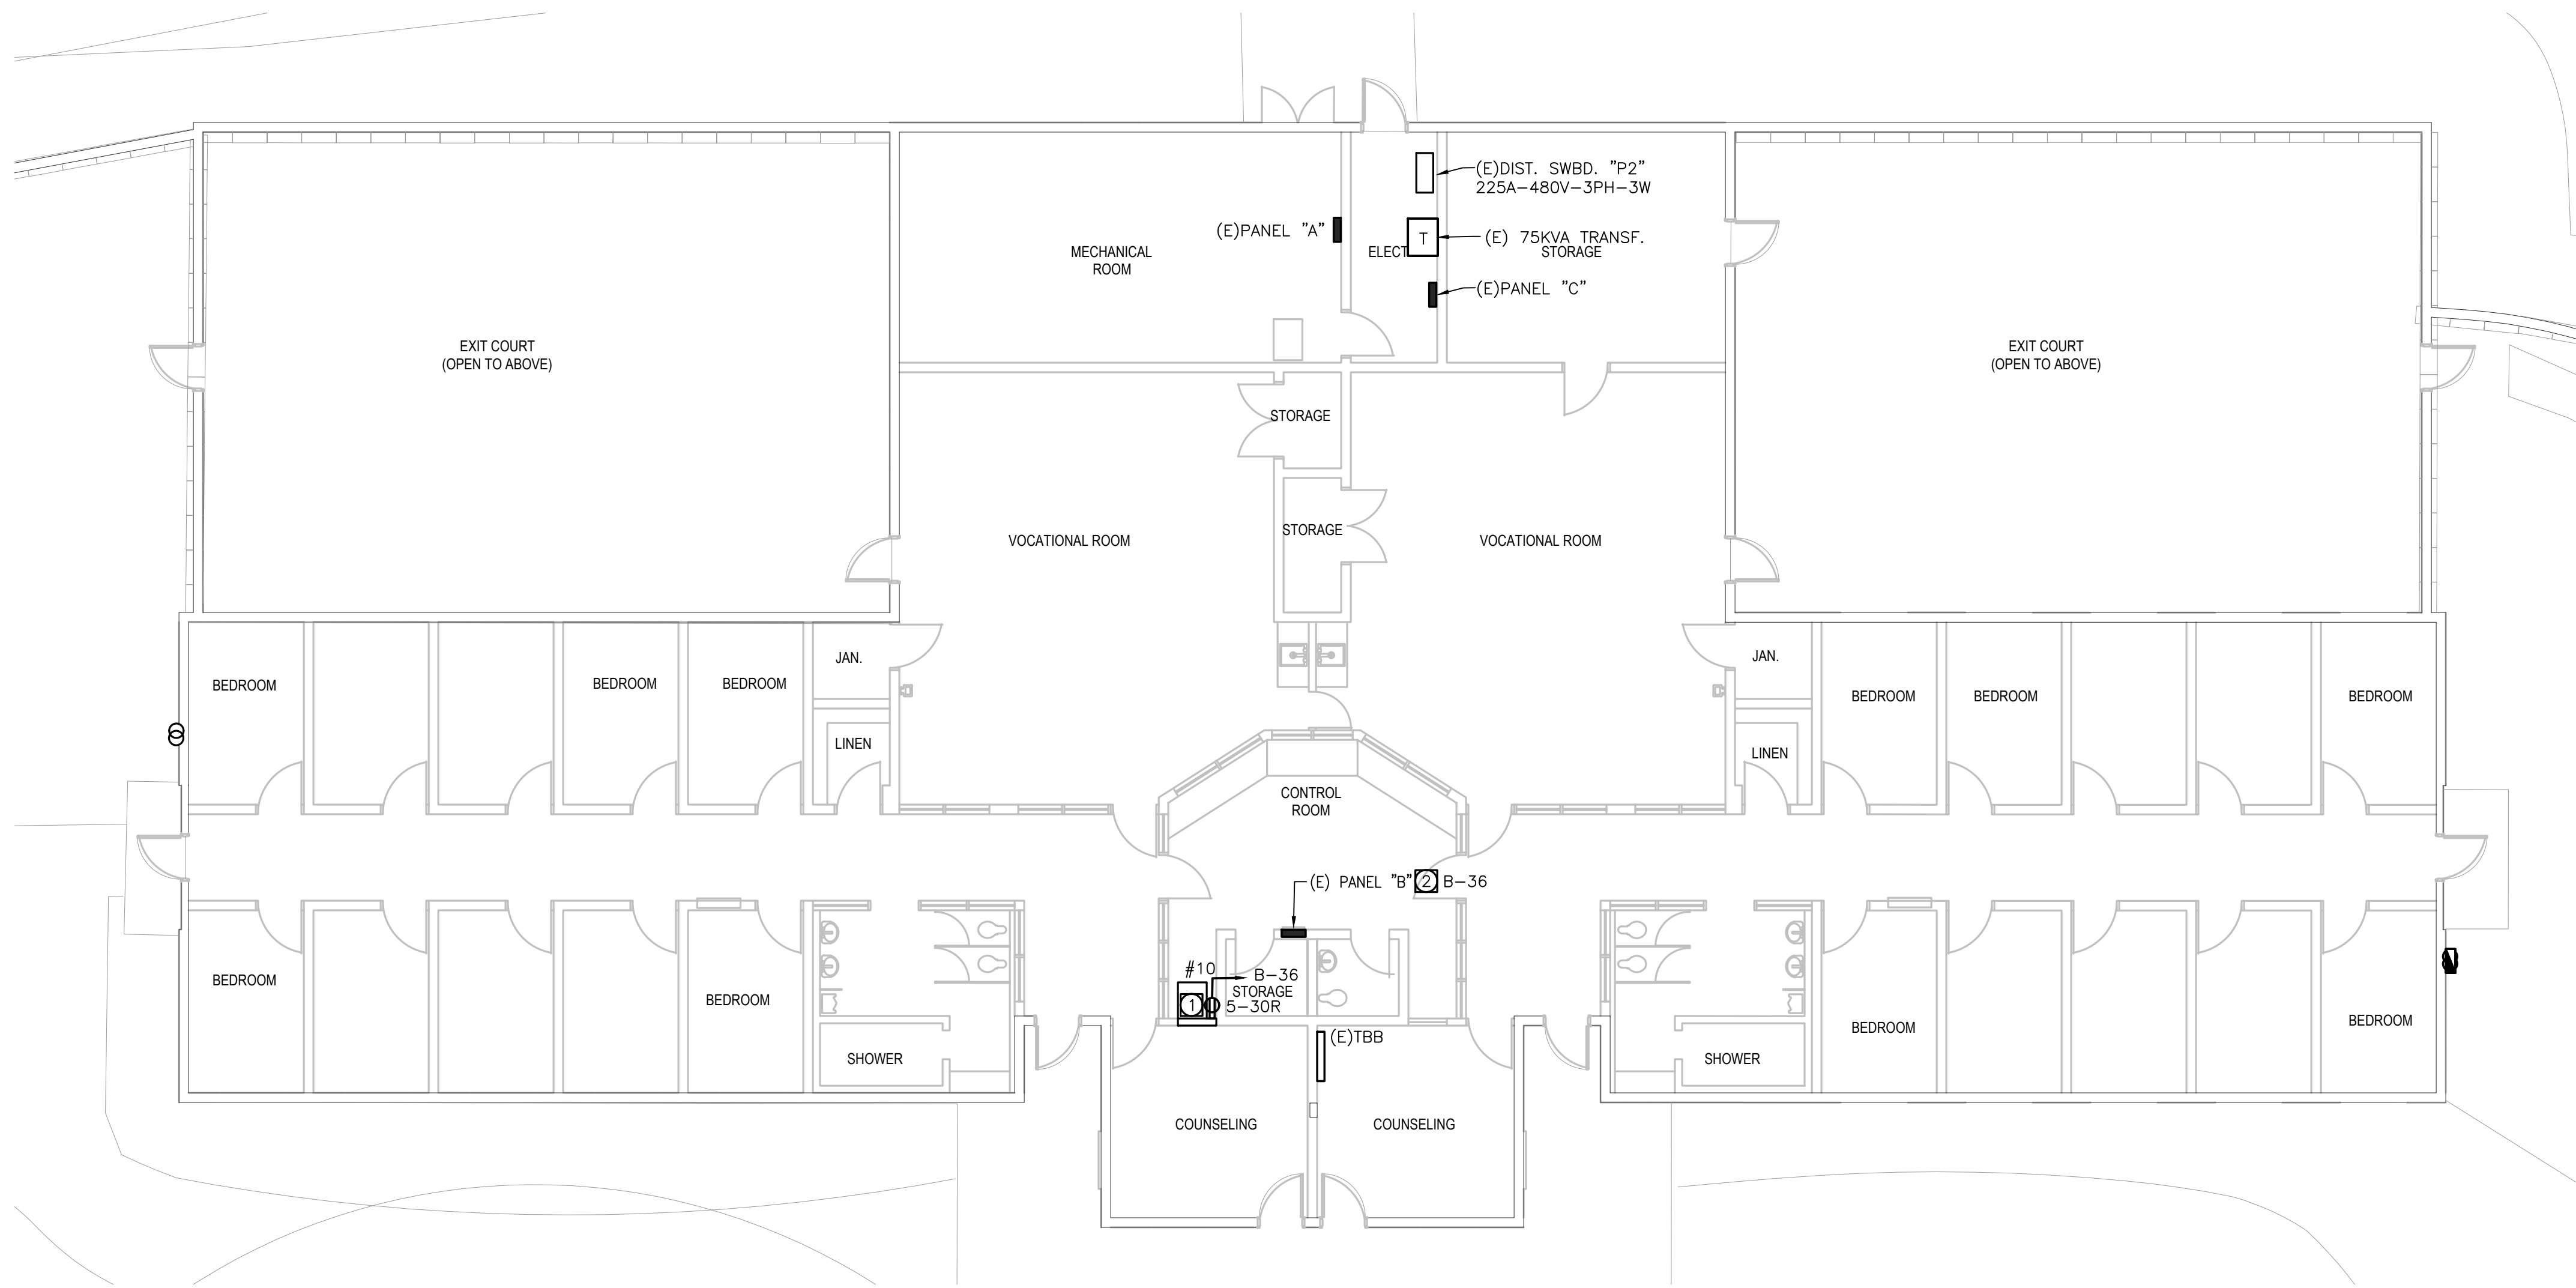 (E)DIST. SWBD. "P2"
225A-480V-3PH-3W
(E)PANEL "A"
(E) 75KVA TRANSF.
T
MECHANICAL
ROOM
ELECT
STORAGE
(E)PANEL "C"
EXIT COURT
(OPEN TO ABOVE)
EXIT COURT
(OPEN TO ABOVE)
STORAGE
STORAGE
VOCATIONAL ROOM
VOCATIONAL ROOM
JAN.
JAN.
BEDROOM
BEDROOM
BEDROOM
BEDROOM
BEDROOM
BEDROOM
LINEN
LINEN
CONTROL
ROOM
(E) PANEL "B"
2
B-36
#10
B-36
STORAGE
1
5-30R
BEDROOM
BEDROOM
BEDROOM
BEDROOM
(E)TBB
SHOWER
SHOWER
COUNSELING
COUNSELING